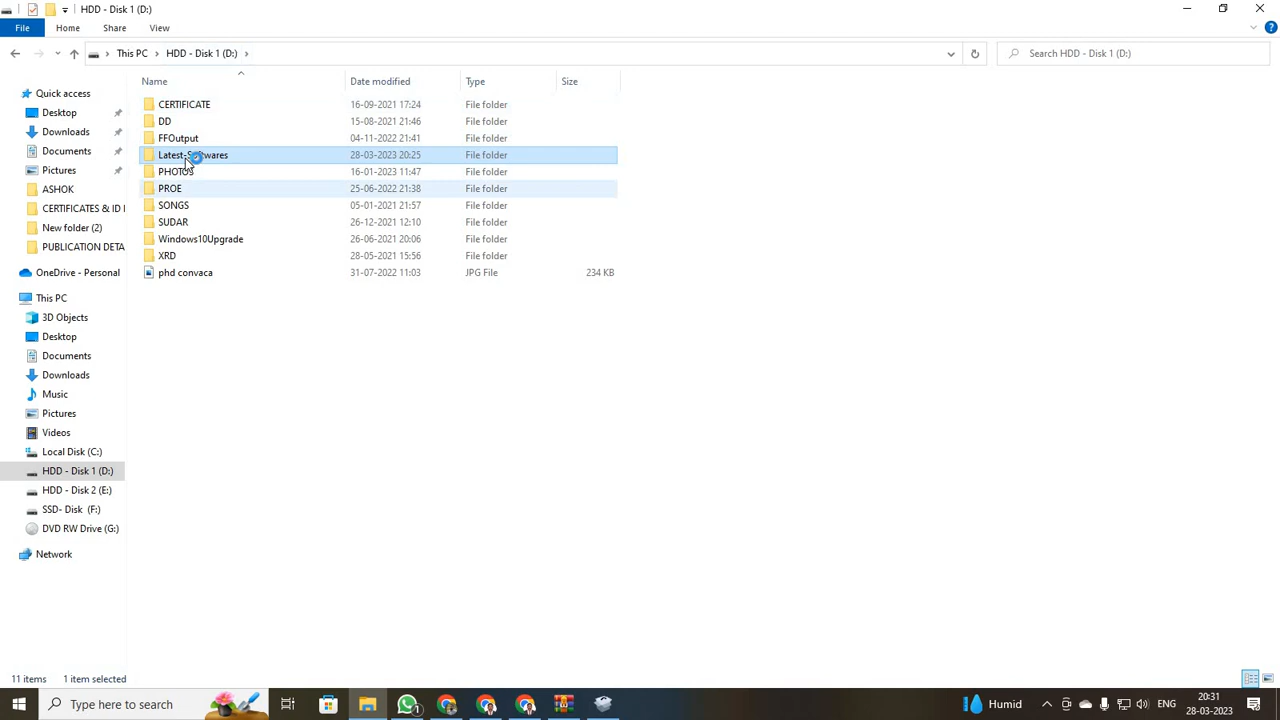 HDD - Disk 1 (D:)
File Home Share View
This PC HDD - Disk 1 (D:) Search HDD - Disk 1 (D:)
Name Date modified Type Size
Quick access
Desktop
Downloads
Documents
Pictures
ASHOK
CERTIFICATES & ID
New folder (2)
PUBLICATION DETA
OneDrive - Personal
This PC
3D Objects
Desktop
Documents
Downloads
Music
Pictures
Videos
Local Disk (C:)
HDD - Disk 1 (D:)
HDD - Disk 2 (E:)
SSD- Disk (F:)
DVD RW Drive (G:)
Network
CERTIFICATE 16-09-2021 17:24 File folder
DD 15-08-2021 21:46 File folder
FFOutput 04-11-2022 21:41 File folder
Latest-Softwares 28-03-2023 20:25 File folder
PHOTOS 16-01-2023 11:47 File folder
PROE 25-06-2022 21:38 File folder
SONGS 05-01-2021 21:57 File folder
SUDAR 26-12-2021 12:10 File folder
Windows10Upgrade 26-06-2021 20:06 File folder
XRD 28-05-2021 15:56 File folder
phd convaca 31-07-2022 11:03 JPG File 234 KB
11 items 1 item selected
Type here to search
1
Humid
ENG
20:31
28-03-2023